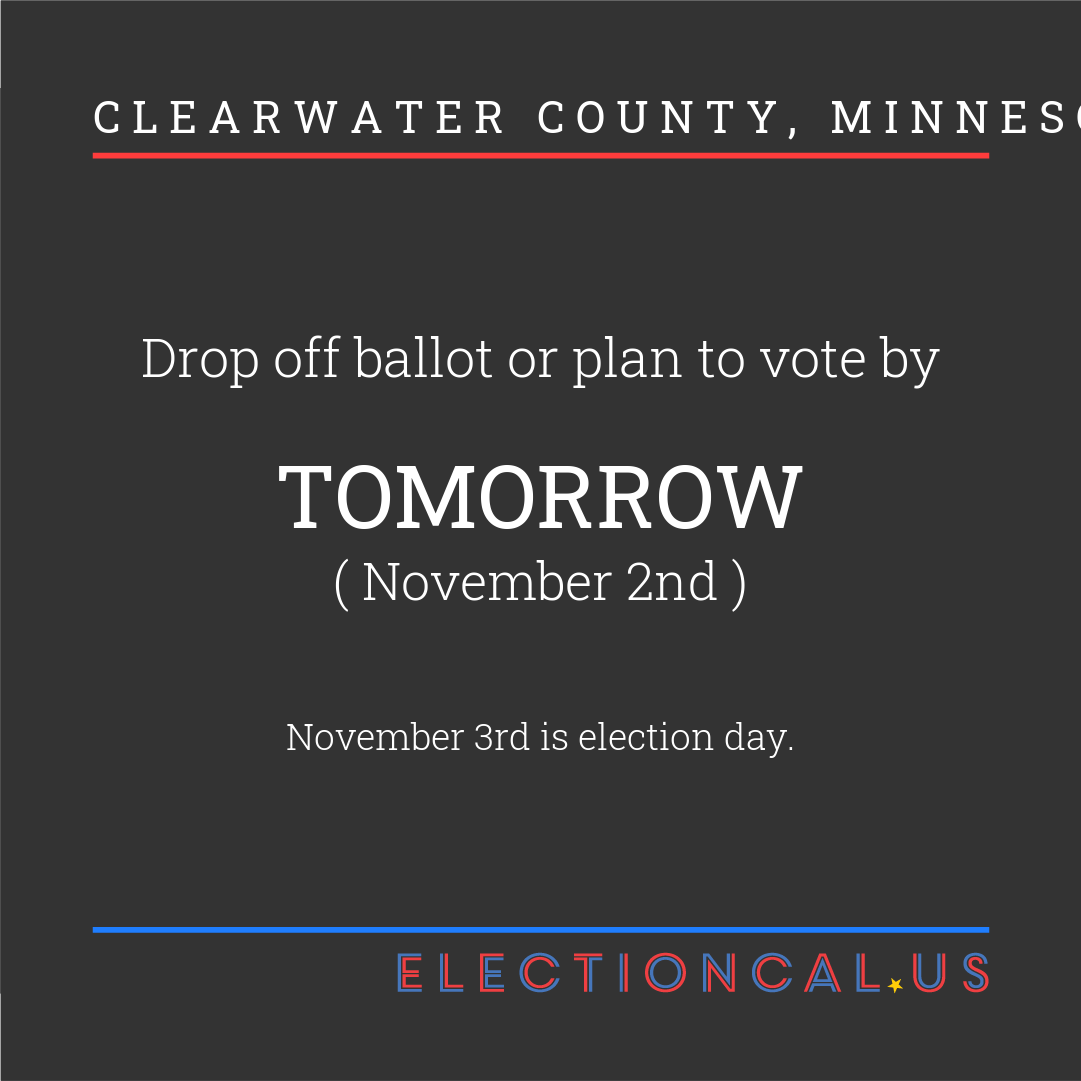 CLEARWATER COUNTY, MINNES
Drop off ballot or plan to vote by
TOMORROW
( November 2nd )
November 3rd is election day.
ELECTIONCAL.US